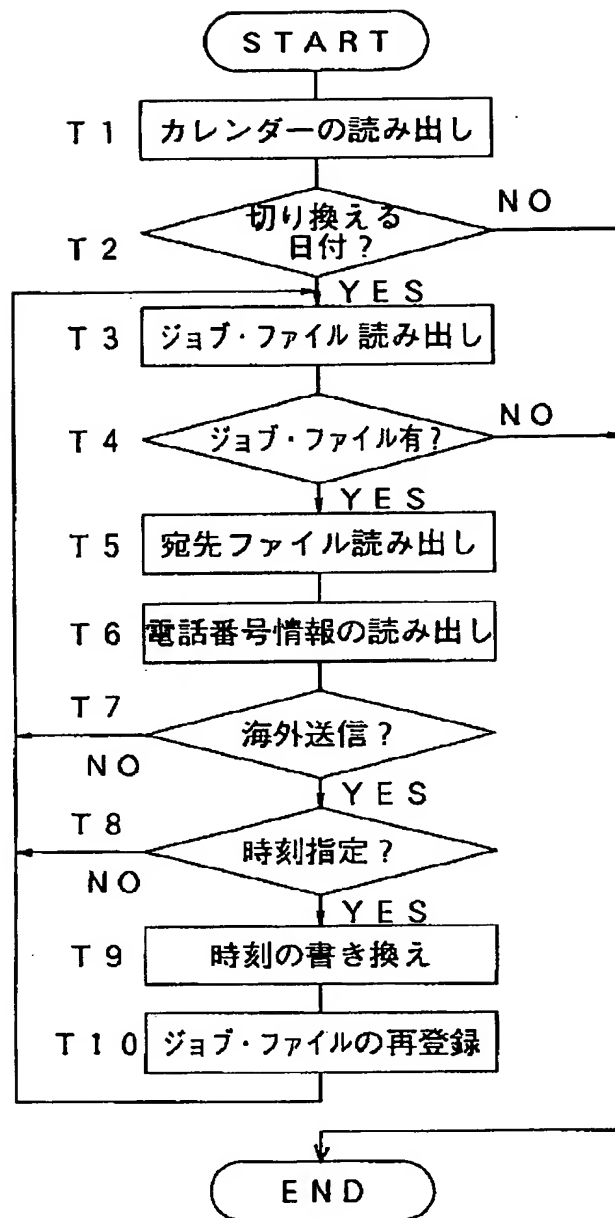 START
T1 カレンダーの読み出し
NO
切り換える
T2 日付?
YES
T3 ジョブ・ファイル読み出し
NO
T4 ジョブ・ファイル有?
YES
T5 宛先ファイル読み出し
T6 電話番号情報の読み出し
T7
海外送信?
NO
YES
T8
時刻指定?
NO
YES
T9 時刻の書き換え
T10 ジョブ・ファイルの再登録
END